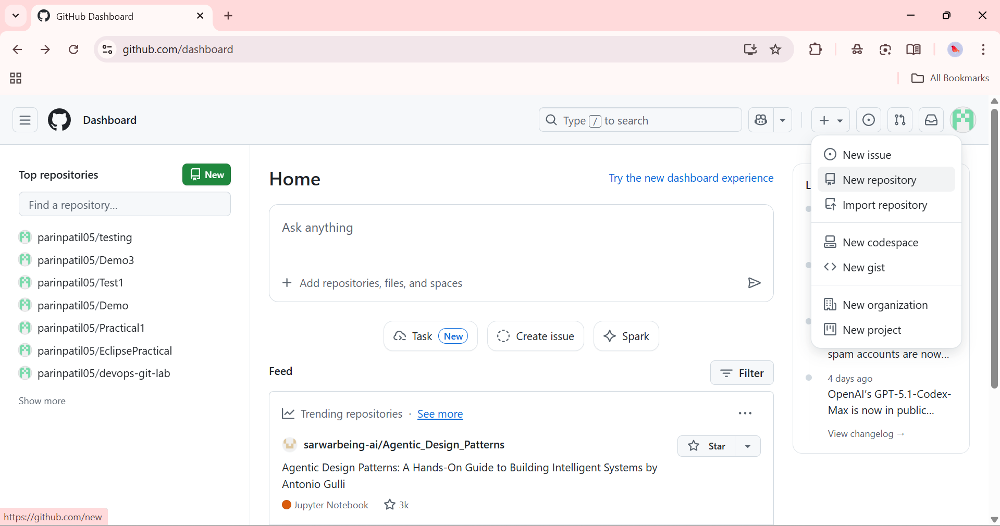 GitHub Dashboard
github.com/dashboard
All Bookmarks
Dashboard
Type / to search
Top repositories
New
Find a repository...
parinpatil05/testing
parinpatil05/Demo3
parinpatil05/Test1
parinpatil05/Demo
parinpatil05/Practical1
parinpatil05/EclipsePractical
parinpatil05/devops-git-lab
Show more
Home
Try the new dashboard experience
Ask anything
Add repositories, files, and spaces
Task New
Create issue
Spark
Feed
Filter
Trending repositories · See more
sarwarbeing-ai/Agentic_Design_Patterns
Star
Agentic Design Patterns: A Hands-On Guide to Building Intelligent Systems by
Antonio Gulli
Jupyter Notebook
3k
New issue
New repository
Import repository
New codespace
New gist
New organization
New project
L
spam accounts are now...
4 days ago
OpenAI's GPT-5.1-Codex-
Max is now in public...
View changelog →
https://github.com/new